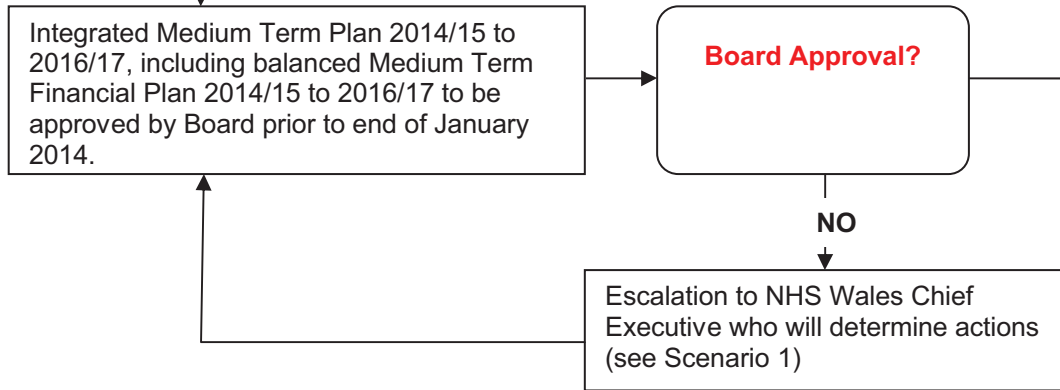 Integrated Medium Term Plan 2014/15 to
2016/17, including balanced Medium Term
Financial Plan 2014/15 to 2016/17 to be
approved by Board prior to end of January
2014.
Board Approval?
NO
Escalation to NHS Wales Chief
Executive who will determine actions
(see Scenario 1)